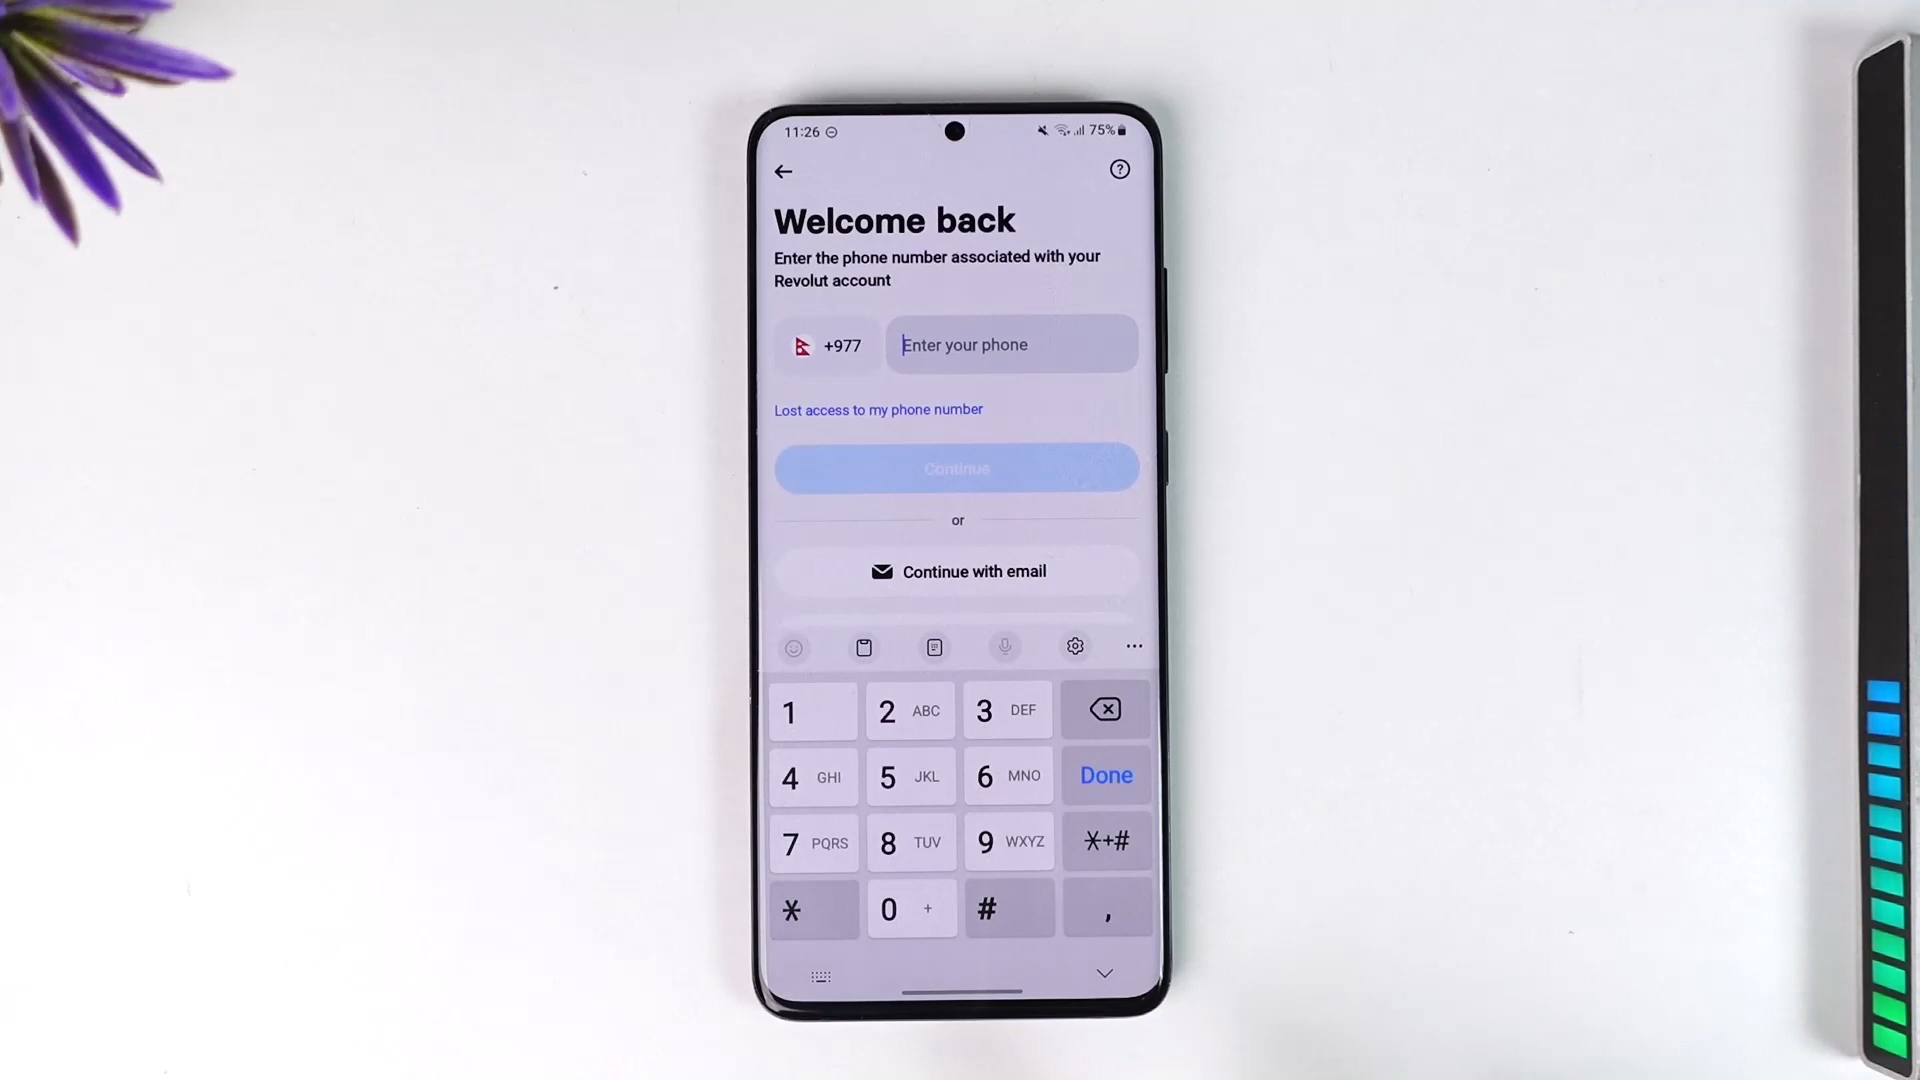 11:26 75%
Welcome back
Enter the phone number associated with your
Revolut account
+977 Enter your phone
Lost access to my phone number
Continue
or
Continue with email
1 2 ABC 3 DEF
4 GHI 5 JKL 6 MNO Done
7 PQRS 8 TUV 9 WXYZ *+#
* 0 + # ,